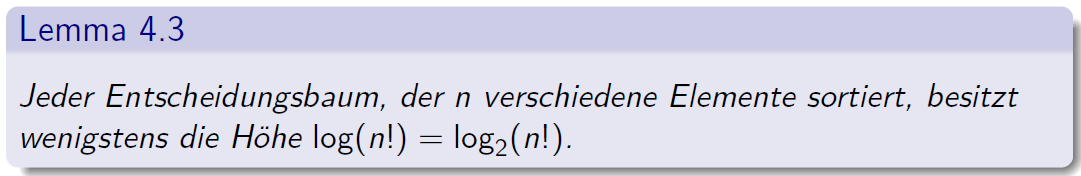 Lemma 4.3
Jeder Entscheidungsbaum, der n verschiedene Elemente sortiert, besitzt
wenigstens die Höhe log(n!) = log₂(n!).